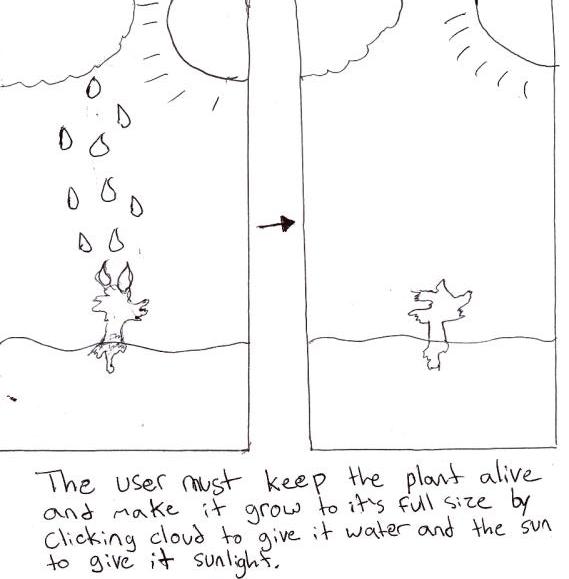 The user must keep the plant alive
and make it grow to it's full size by
clicking cloud to give it water and the sun
to give it sunlight.